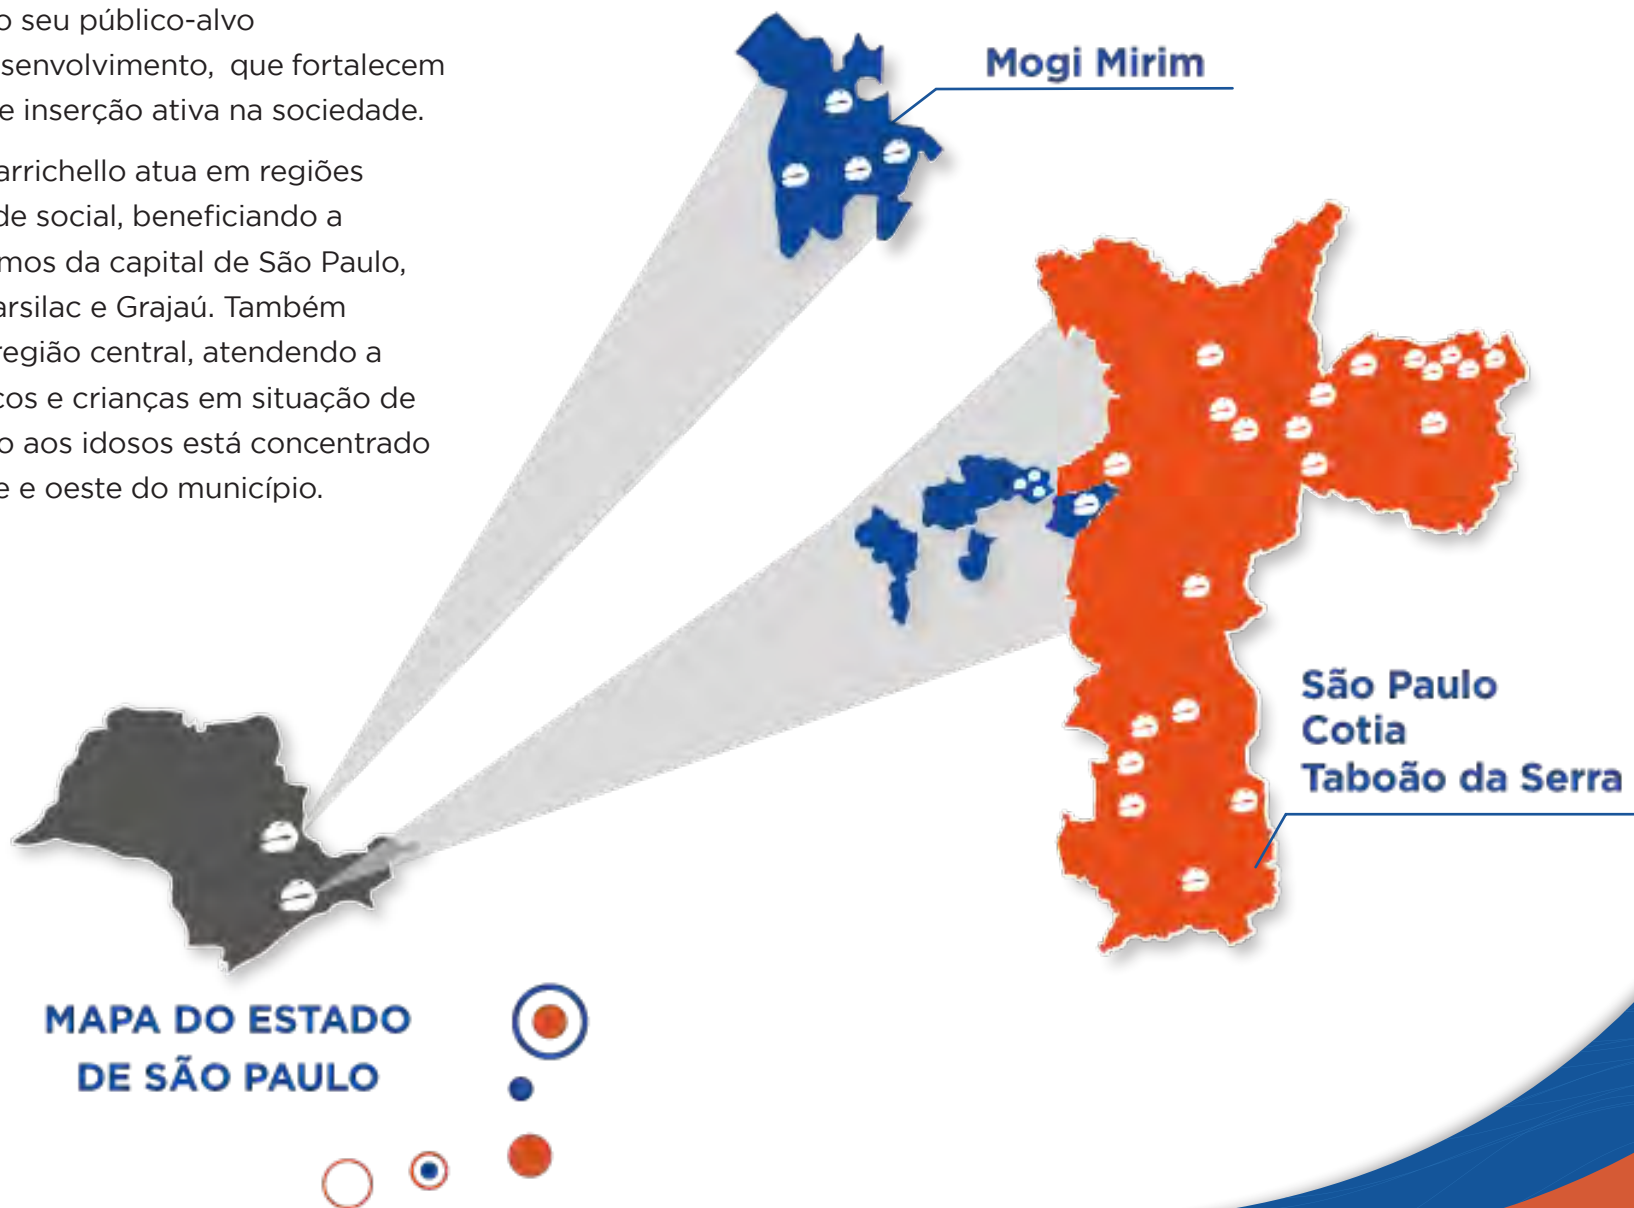 o seu público-alvo
senvolvimento, que fortalecem
e inserção ativa na sociedade.
arrichello atua em regiões
de social, beneficiando a
mos da capital de São Paulo,
arsilac e Grajaú. Também
região central, atendendo a
cos e crianças em situação de
o aos idosos está concentrado
e e oeste do município.
Mogi Mirim
São Paulo
Cotia
Taboão da Serra
MAPA DO ESTADO
DE SÃO PAULO